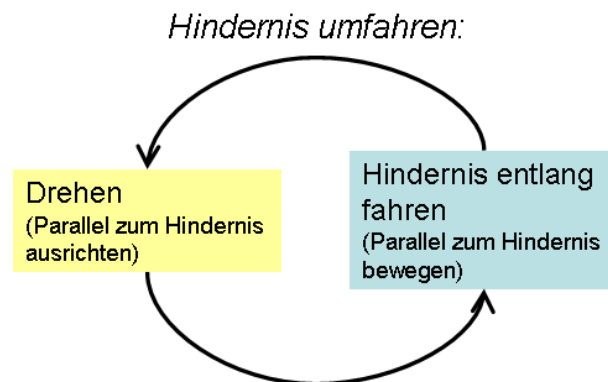 Hindernis umfahren:
Drehen
(Parallel zum Hindernis
ausrichten)
Hindernis entlang
fahren
(Parallel zum Hindernis
bewegen)